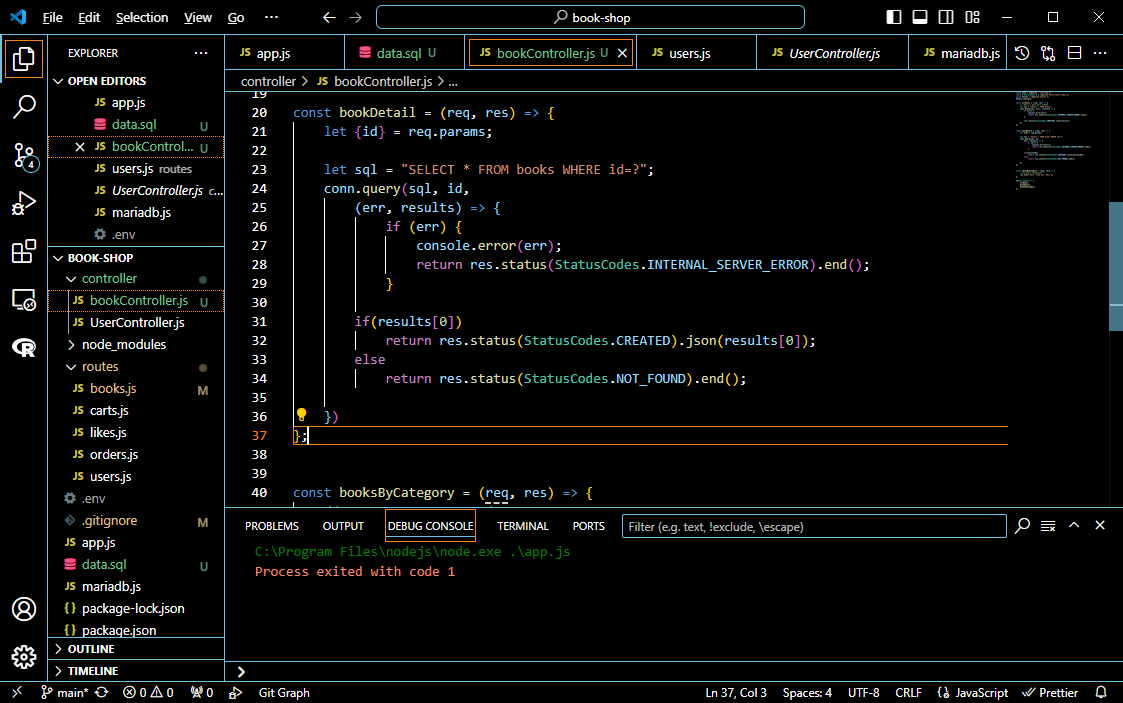 File Edit Selection View Go ··· book-shop
EXPLORER ···
OPEN EDITORS
JS app.js
data.sql U
JS bookControl... U
JS users.js routes
JS UserController.js c...
JS mariadb.js
.env
BOOK-SHOP
controller
JS bookController.js U
JS UserController.js
node_modules
routes
JS books.js M
JS carts.js
JS likes.js
JS orders.js
JS users.js
.env
.gitignore M
JS app.js
data.sql U
JS mariadb.js
{} package-lock.json
{} package.json
OUTLINE
TIMELINE
4
R
JS app.js data.sql U JS bookController.js U JS users.js JS UserController.js JS mariadb.js ···
controller > JS bookController.js > ...
19
20 const bookDetail = (req, res) => {
21 let {id} = req.params;
22
23 let sql = "SELECT * FROM books WHERE id=?";
24 conn.query(sql, id,
25 (err, results) => {
26 if (err) {
27 console.error(err);
28 return res.status(StatusCodes.INTERNAL_SERVER_ERROR).end();
29 }
30
31 if(results[0])
32 return res.status(StatusCodes.CREATED).json(results[0]);
33 else
34 return res.status(StatusCodes.NOT_FOUND).end();
35
36 })
37 };
38
39
40 const booksByCategory = (req, res) => {
PROBLEMS OUTPUT DEBUG CONSOLE TERMINAL PORTS Filter (e.g. text, !exclude, \escape)
C:\Program Files\nodejs\node.exe .\app.js
Process exited with code 1
main* 0 0 0 Git Graph Ln 37, Col 3 Spaces: 4 UTF-8 CRLF {} JavaScript Prettier